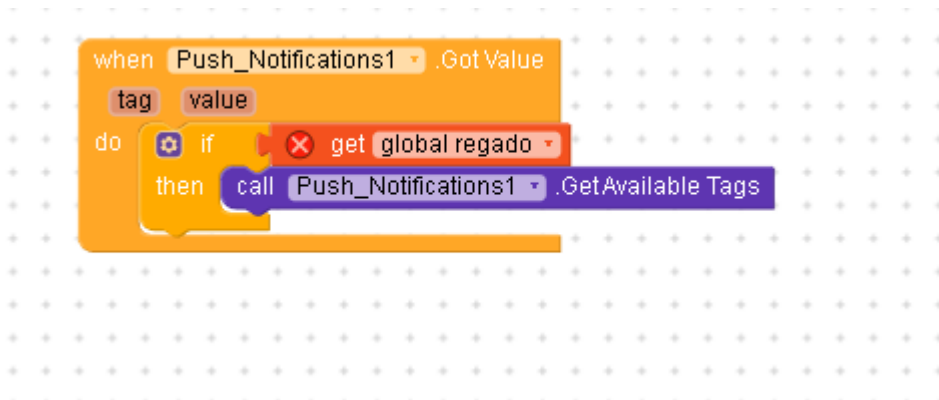 when Push_Notifications1 .Got Value
tag value
do if get global regado
then call Push_Notifications1 .GetAvailable Tags